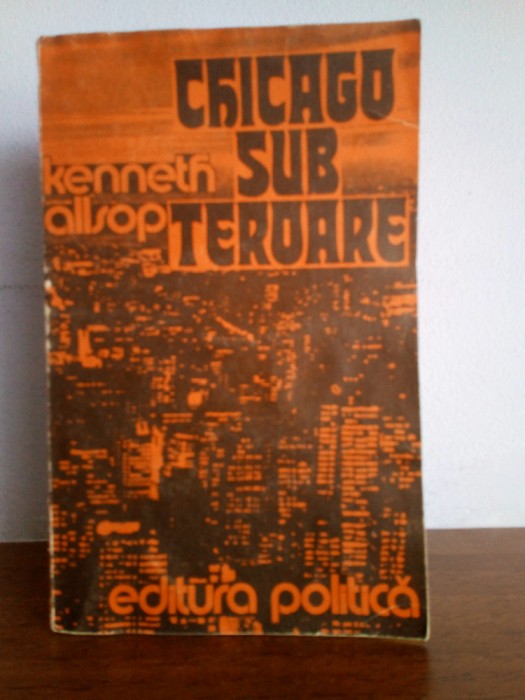 CHICAGO
SUB
TEROARE
kenneth
allsop
editura politică